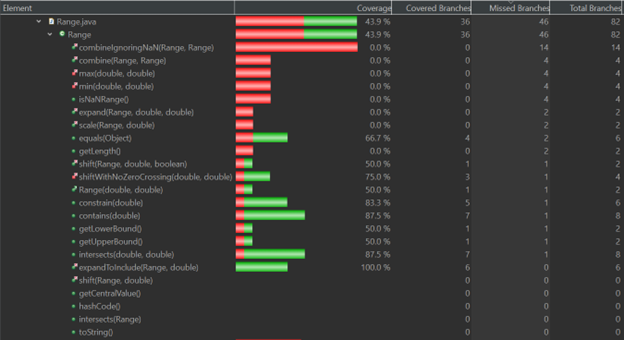 Element Coverage Covered Branches Missed Branches Total Branches
Range.java 43.9 % 36 46 82
Range 43.9 % 36 46 82
combineIgnoringNaN(Range, Range) 0.0 % 0 14 14
combine(Range, Range) 0.0 % 0 4 4
max(double, double) 0.0 % 0 4 4
min(double, double) 0.0 % 0 4 4
isNaNRange() 0.0 % 0 4 4
expand(Range, double, double) 0.0 % 0 2 2
scale(Range, double) 0.0 % 0 2 2
equals(Object) 66.7 % 4 2 6
getLength() 0.0 % 0 2 2
shift(Range, double, boolean) 50.0 % 1 1 2
shiftWithNoZeroCrossing(double, double) 75.0 % 3 1 4
Range(double, double) 50.0 % 1 1 2
constrain(double) 83.3 % 5 1 6
contains(double) 87.5 % 7 1 8
getLowerBound() 50.0 % 1 1 2
getUpperBound() 50.0 % 1 1 2
intersects(double, double) 87.5 % 7 1 8
expandToInclude(Range, double) 100.0 % 6 0 6
shift(Range, double) 0 0 0
getCentralValue() 0 0 0
hashCode() 0 0 0
intersects(Range) 0 0 0
toString() 0 0 0